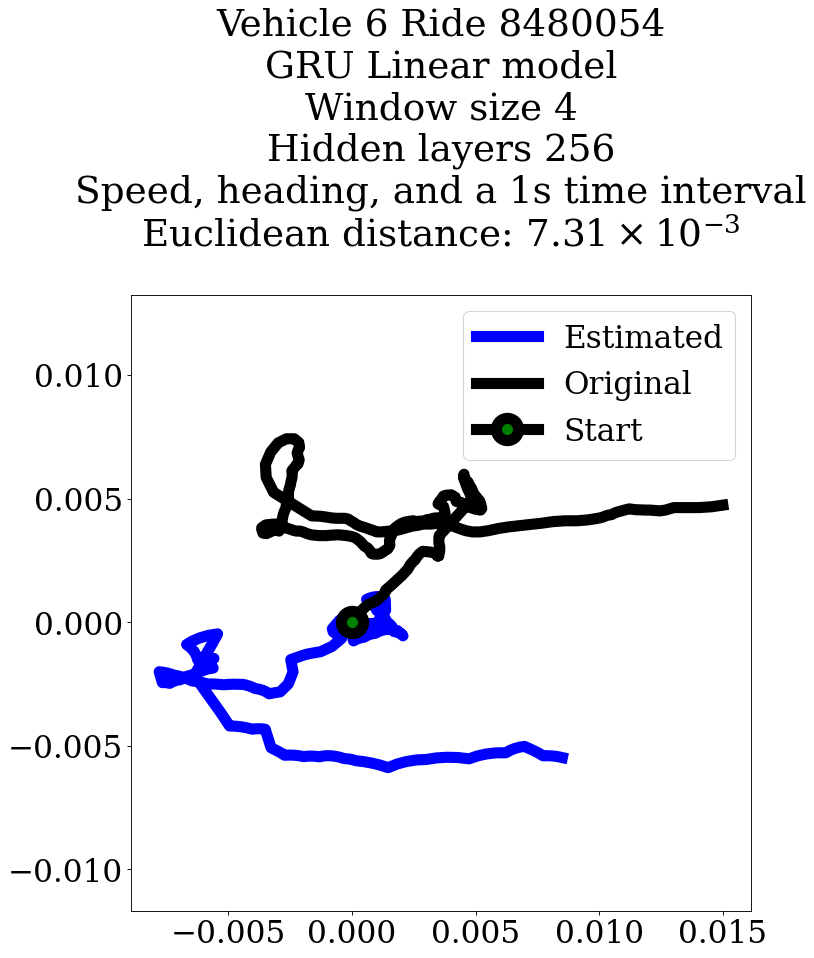 Vehicle 6 Ride 8480054
GRU Linear model
Window size 4
Hidden layers 256
Speed, heading, and a 1s time interval
Euclidean distance: 7.31 × 10⁻³
Estimated
Original
Start
0.010
0.005
0.000
−0.005
−0.010
−0.005 0.000 0.005 0.010 0.015